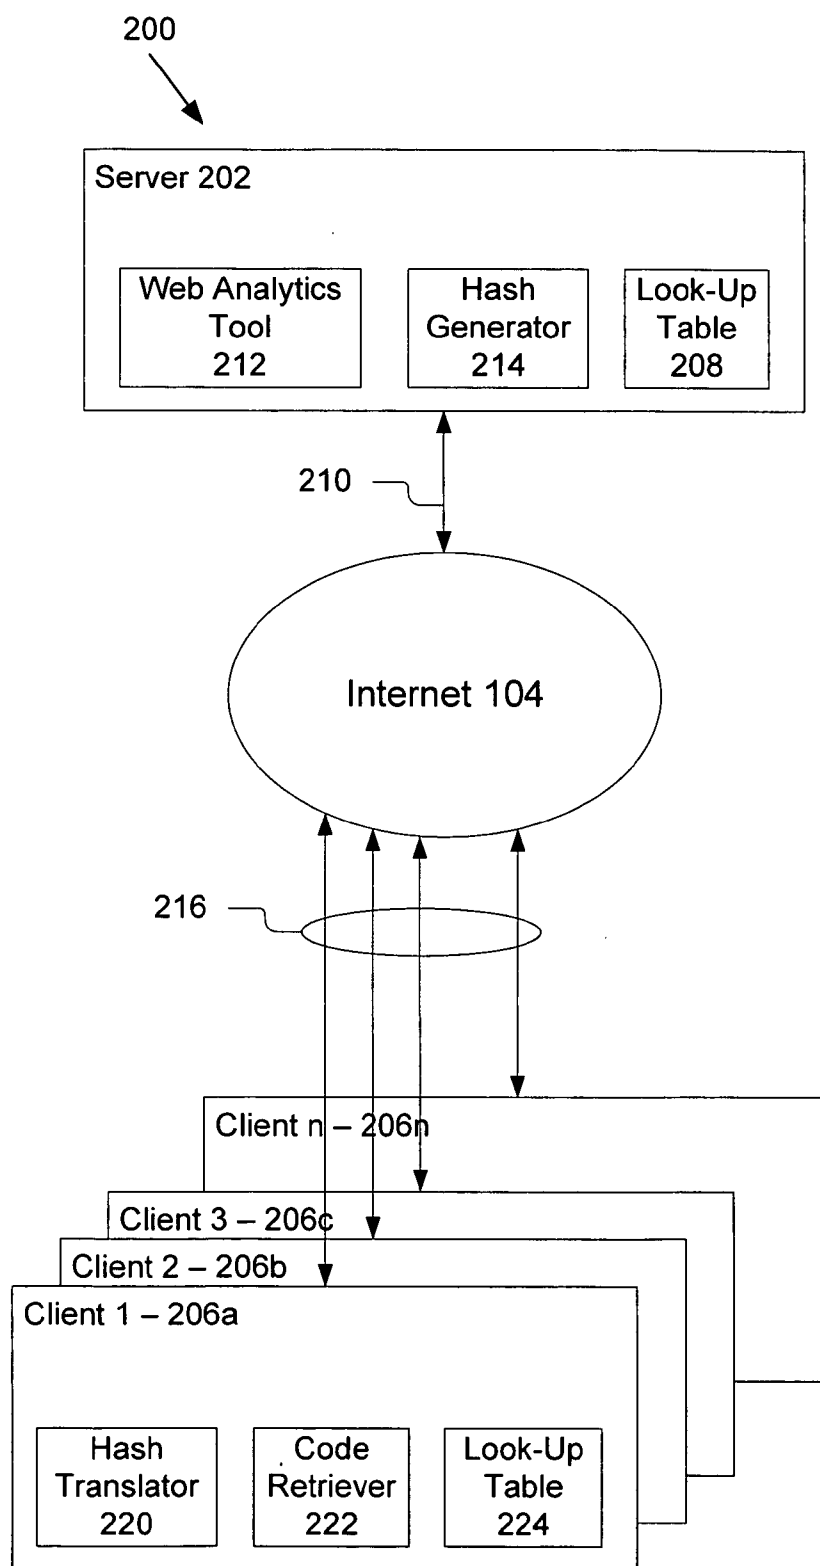 200
Server 202
Web Analytics
Tool
212
Hash
Generator
214
Look-Up
Table
208
210
Internet 104
216
Client n – 206n
Client 3 – 206c
Client 2 – 206b
Client 1 – 206a
Hash
Translator
220
Code
Retriever
222
Look-Up
Table
224